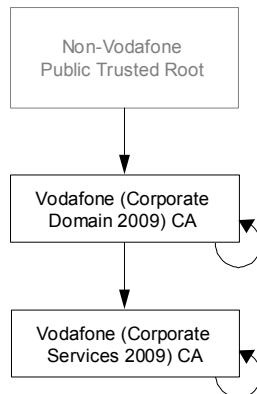 Non-Vodafone
Public Trusted Root
Vodafone (Corporate
Domain 2009) CA
Vodafone (Corporate
Services 2009) CA